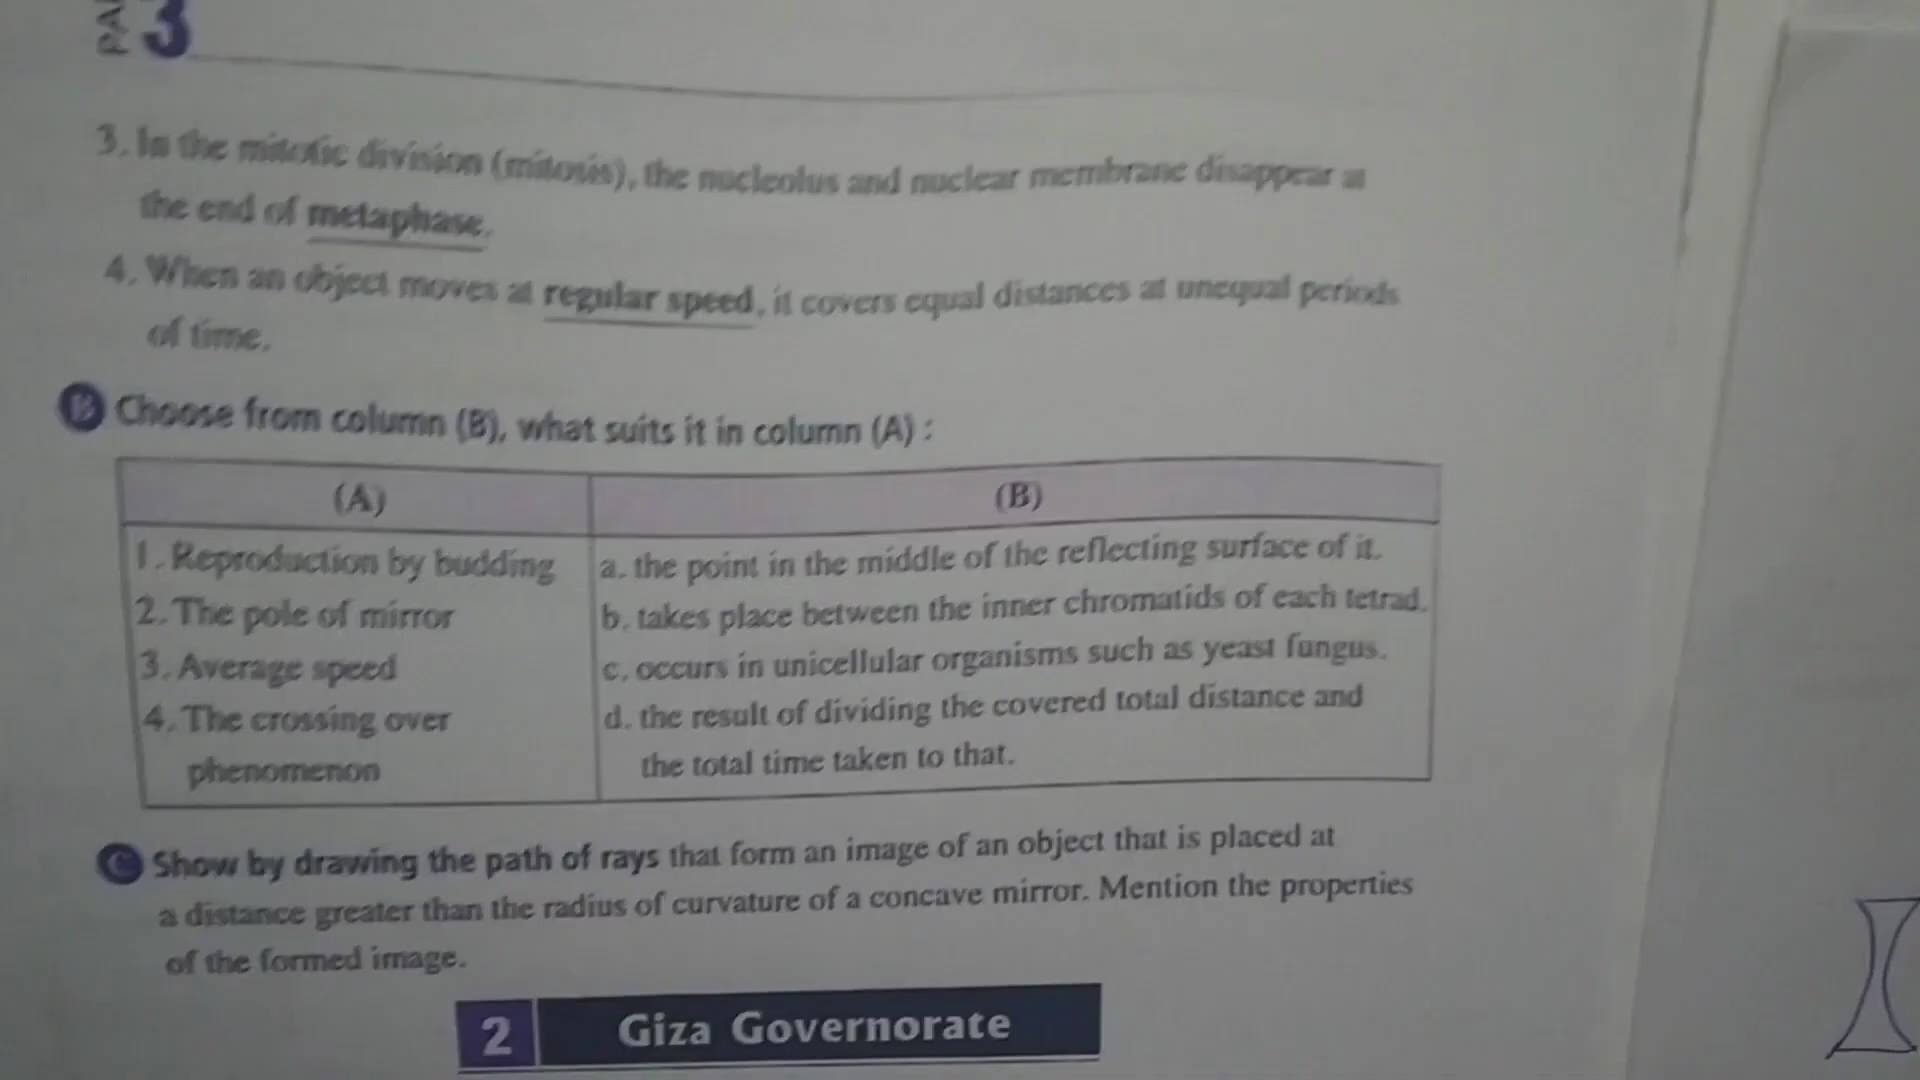 PA
3
3. In the mitotic division (mitosis), the nucleolus and nuclear membrane disappear at
the end of metaphase.
4. When an object moves at regular speed, it covers equal distances at unequal periods
of time.
B Choose from column (B), what suits it in column (A) :
(A) (B)
1. Reproduction by budding
2. The pole of mirror
3. Average speed
4. The crossing over
phenomenon
a. the point in the middle of the reflecting surface of it.
b. takes place between the inner chromatids of each tetrad.
c. occurs in unicellular organisms such as yeast fungus.
d. the result of dividing the covered total distance and
the total time taken to that.
C Show by drawing the path of rays that form an image of an object that is placed at
a distance greater than the radius of curvature of a concave mirror. Mention the properties
of the formed image.
2 Giza Governorate